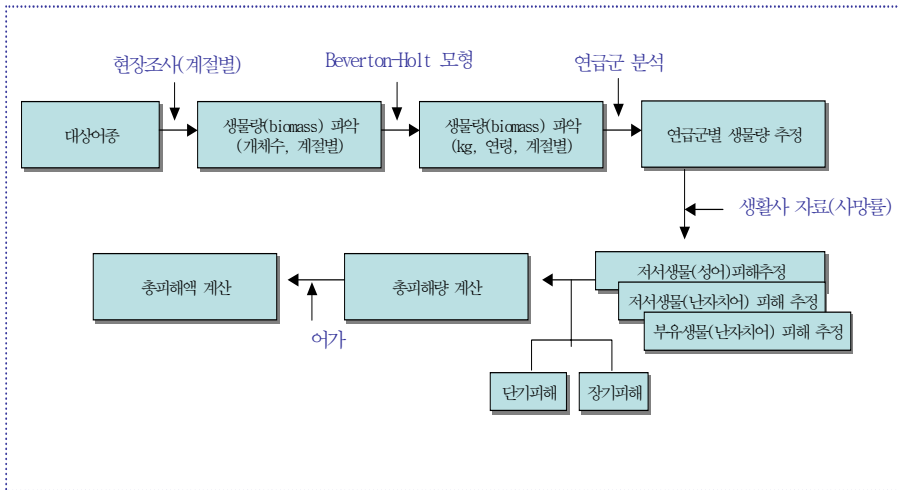 현장조사(계절별)
Beverton-Holt 모형
연급군 분석
대상어종
생물량(biomass) 파악
(개체수, 계절별)
생물량(biomass) 파악
(kg, 연령, 계절별)
연급군별 생물량 추정
생활사 자료(사망률)
총피해액 계산
총피해량 계산
저서생물(성어)피해추정
저서생물(난자치어) 피해 추정
부유생물(난자치어) 피해 추정
어가
단기피해
장기피해